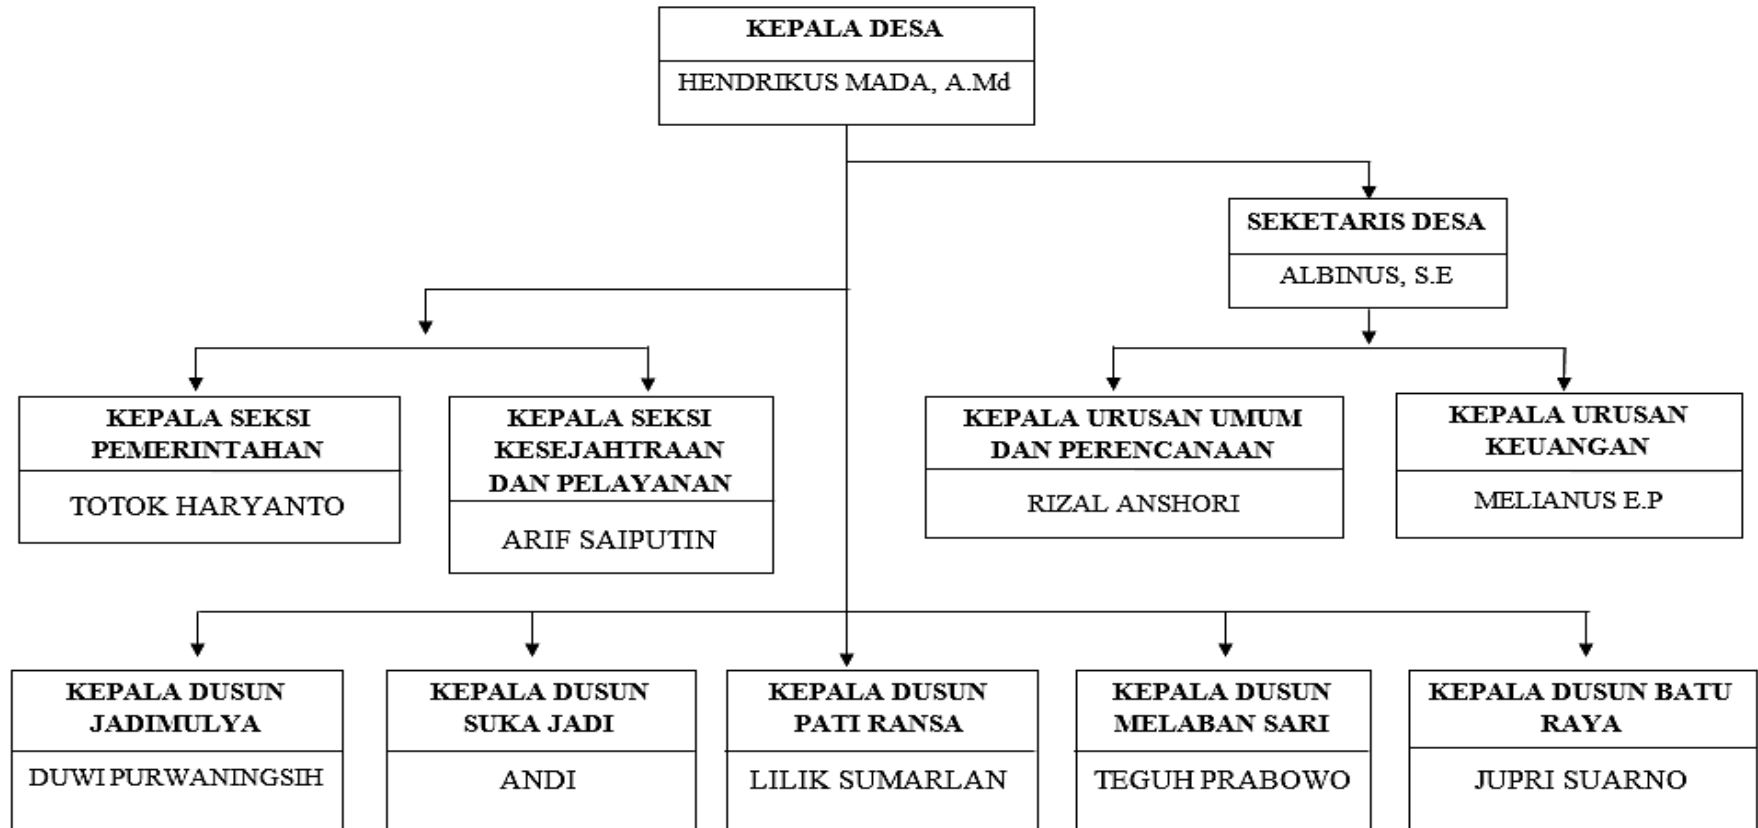 KEPALA DESA
HENDRIKUS MADA, A.Md
SEKETARIS DESA
ALBINUS, S.E
KEPALA SEKSI
PEMERINTAHAN
TOTOK HARYANTO
KEPALA SEKSI
KESEJAHTRAAN
DAN PELAYANAN
ARIF SAIPUTIN
KEPALA URUSAN UMUM
DAN PERENCANAAN
RIZAL ANSHORI
KEPALA URUSAN
KEUANGAN
MELIANUS E.P
KEPALA DUSUN
JADIMULYA
DUWI PURWANINGSIH
KEPALA DUSUN
SUKA JADI
ANDI
KEPALA DUSUN
PATI RANSA
LILIK SUMARLAN
KEPALA DUSUN
MELABAN SARI
TEGUH PRABOWO
KEPALA DUSUN BATU
RAYA
JUPRI SUARNO